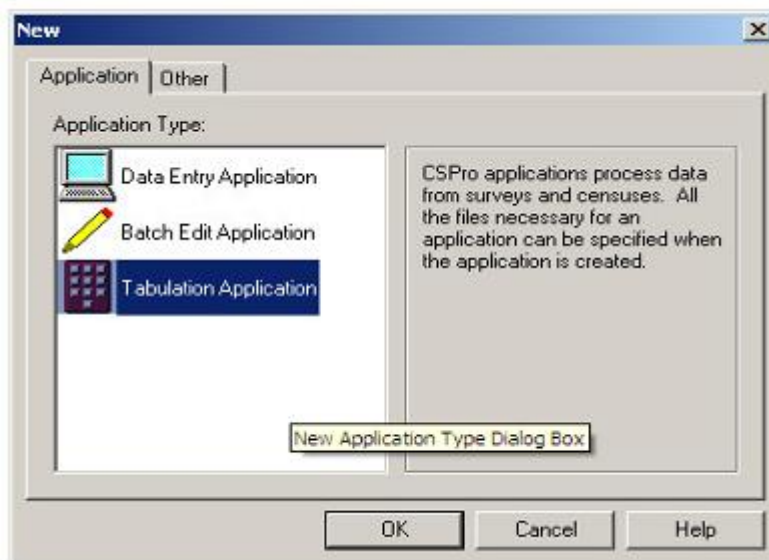 New
Application
Other
Application Type:
Data Entry Application
Batch Edit Application
Tabulation Application
CSPro applications process data
from surveys and censuses. All
the files necessary for an
application can be specified when
the application is created.
New Application Type Dialog Box
OK
Cancel
Help